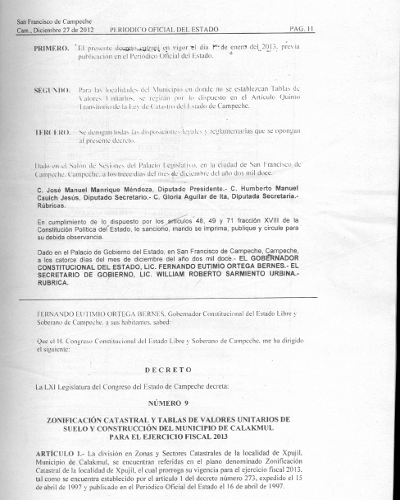 San Francisco de Campeche
Cam., Diciembre 27 de 2012 PERIODICO OFICIAL DEL ESTADO PAG. 11
PRIMERO. El presente decreto entrará en vigor el día 1º de enero del 2013, previa
publicación en el Periódico Oficial del Estado.
SEGUNDO. Para las localidades del Municipio en donde no se establezcan Tablas de
Valores Unitarios, se regirán por lo dispuesto en el Artículo Quinto
Transitorio de la Ley de Catastro del Estado de Campeche.
TERCERO. Se derogan todas las disposiciones legales y reglamentarias que se opongan
al presente decreto.
Dado en el Salón de Sesiones del Palacio Legislativo, en la ciudad de San Francisco de
Campeche, Campeche, a los trece días del mes de diciembre del año dos mil doce.
C. José Manuel Manrique Méndoza, Diputado Presidente.- C. Humberto Manuel
Cauich Jesús, Diputado Secretario.- C. Gloria Aguilar de Ita, Diputada Secretaria.-
Rúbricas.
En cumplimiento de lo dispuesto por los artículos 48, 49 y 71 fracción XVIII de la
Constitución Política del Estado, lo sanciono, mando se imprima, publique y circule para
su debida observancia.
Dado en el Palacio de Gobierno del Estado, en San Francisco de Campeche, Campeche,
a los catorce días del mes de diciembre del año dos mil doce.- EL GOBERNADOR
CONSTITUCIONAL DEL ESTADO, LIC. FERNANDO EUTIMIO ORTEGA BERNES.- EL
SECRETARIO DE GOBIERNO, LIC. WILLIAM ROBERTO SARMIENTO URBINA.-
RUBRICA.
FERNANDO EUTIMIO ORTEGA BERNES, Gobernador Constitucional del Estado Libre y
Soberano de Campeche, a sus habitantes, sabed:
Que el H. Congreso Constitucional del Estado Libre y Soberano de Campeche, me ha dirigido
el siguiente:
D E C R E T O
La LXI Legislatura del Congreso del Estado de Campeche decreta:
NÚMERO 9
ZONIFICACIÓN CATASTRAL Y TABLAS DE VALORES UNITARIOS DE
SUELO Y CONSTRUCCIÓN DEL MUNICIPIO DE CALAKMUL
PARA EL EJERCICIO FISCAL 2013
ARTÍCULO 1.- La división en Zonas y Sectores Catastrales de la localidad de Xpujil,
Municipio de Calakmul, se encuentran referidas en el plano denominado Zonificación
Catastral de la localidad de Xpujil, el cual prorroga su vigencia para el ejercicio fiscal 2013,
tal como se encuentra establecido por el artículo 1 del decreto número 273, expedido el 15
de abril de 1997 y publicado en el Periódico Oficial del Estado el 16 de abril de 1997.